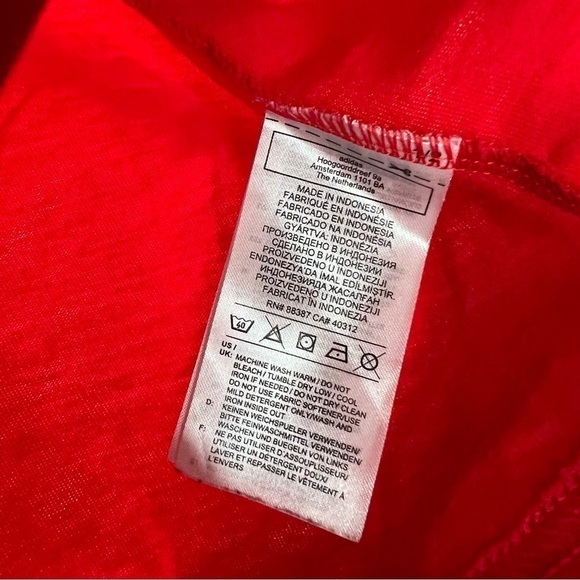 adidas
Hoogoorddreef 9a
Amsterdam 1101 BA
The Netherlands
MADE IN INDONESIA
FABRIQUÉ EN INDONÉSIE
FABRICADO EN INDONESIA
FABRICADO NA INDONÉSIA
GYÁRTVA: INDONÉZIA
ПРОИЗВЕДЕНО В ИНДОНЕЗИЯ
СДЕЛАНО В ИНДОНЕЗИИ
PROIZVEDENO U INDONEZIJI
ENDONEZYA'DA IMAL EDİLMİŞTİR.
ИНДОНЕЗИЯДА ЖАСАЛҒАН
PROIZVEDENO U INDONEZIJI
FABRICAT ÎN INDONEZIA
RN# 88387 CA# 40312
40
US /
UK: MACHINE WASH WARM / DO NOT
BLEACH / TUMBLE DRY LOW / COOL
IRON IF NEEDED / DO NOT DRY CLEAN
DO NOT USE FABRIC SOFTENER/USE
MILD DETERGENT ONLY/WASH AND
IRON INSIDE OUT
D: KEINEN WEICHSPUELER VERWENDEN/
BITTE FEINWASCHMITTEL VERWENDEN/
WASCHEN UND BUEGELN VON LINKS
F: NE PAS UTILISER D'ASSOUPLISSEUR/
UTILISER UN DÉTERGENT DOUX/
LAVER ET REPASSER LE VÊTEMENT À
L'ENVERS